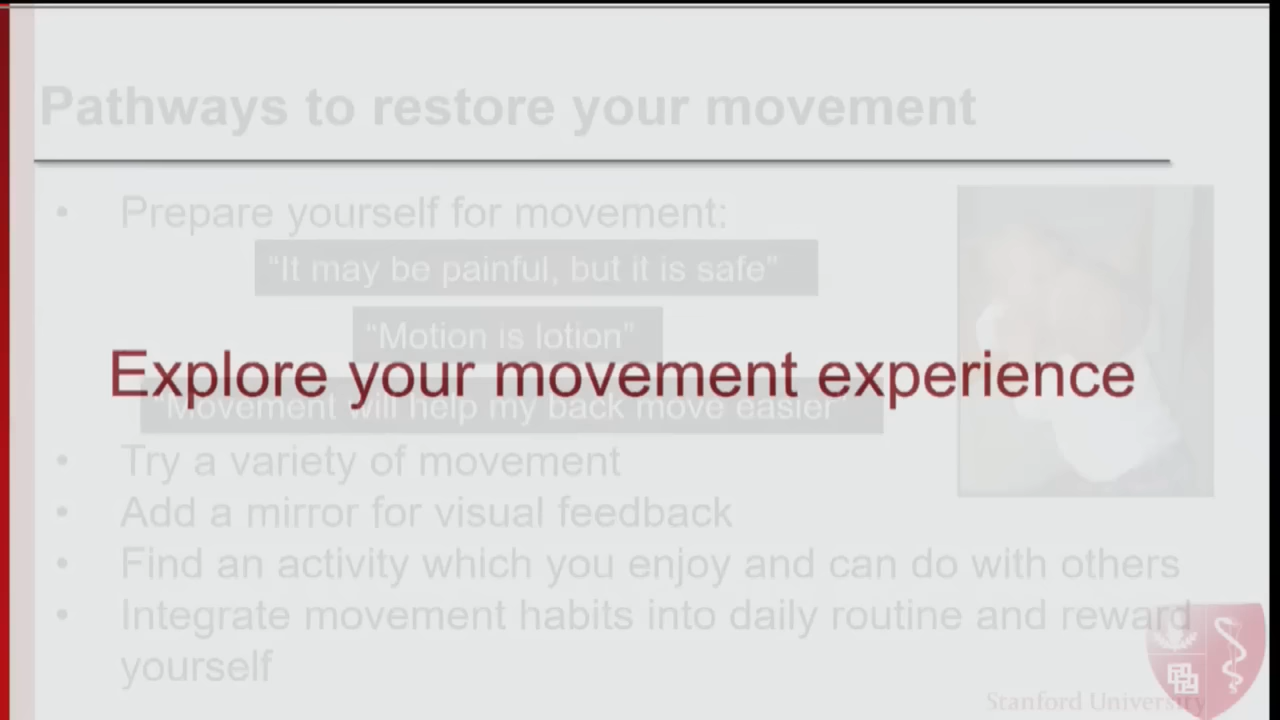 Pathways to restore your movement
• Prepare yourself for movement:
“It may be painful, but it is safe”
“Motion is lotion”
Explore your movement experience
“Movement will help my back move easier”
• Try a variety of movement
• Add a mirror for visual feedback
• Find an activity which you enjoy and can do with others
• Integrate movement habits into daily routine and reward
yourself
Stanford University